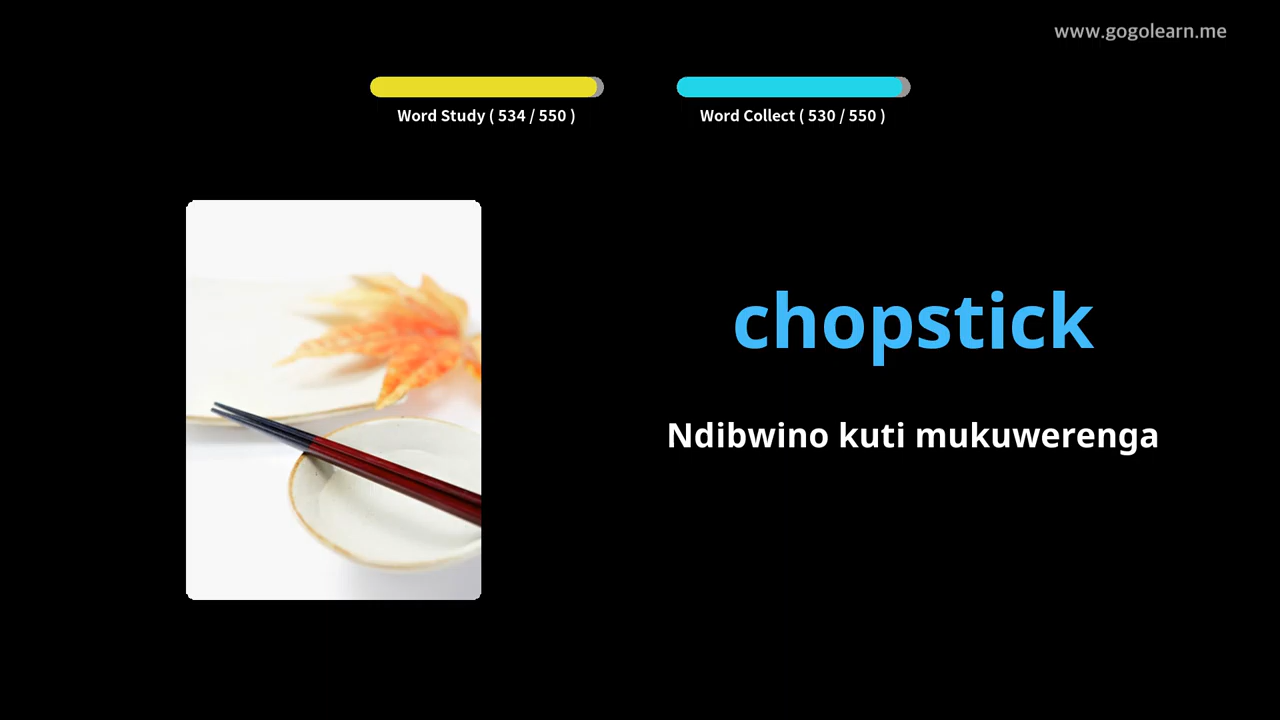 www.gogolearn.me
Word Study ( 534 / 550 )
Word Collect ( 530 / 550 )
chopstick
Ndibwino kuti mukuwerenga